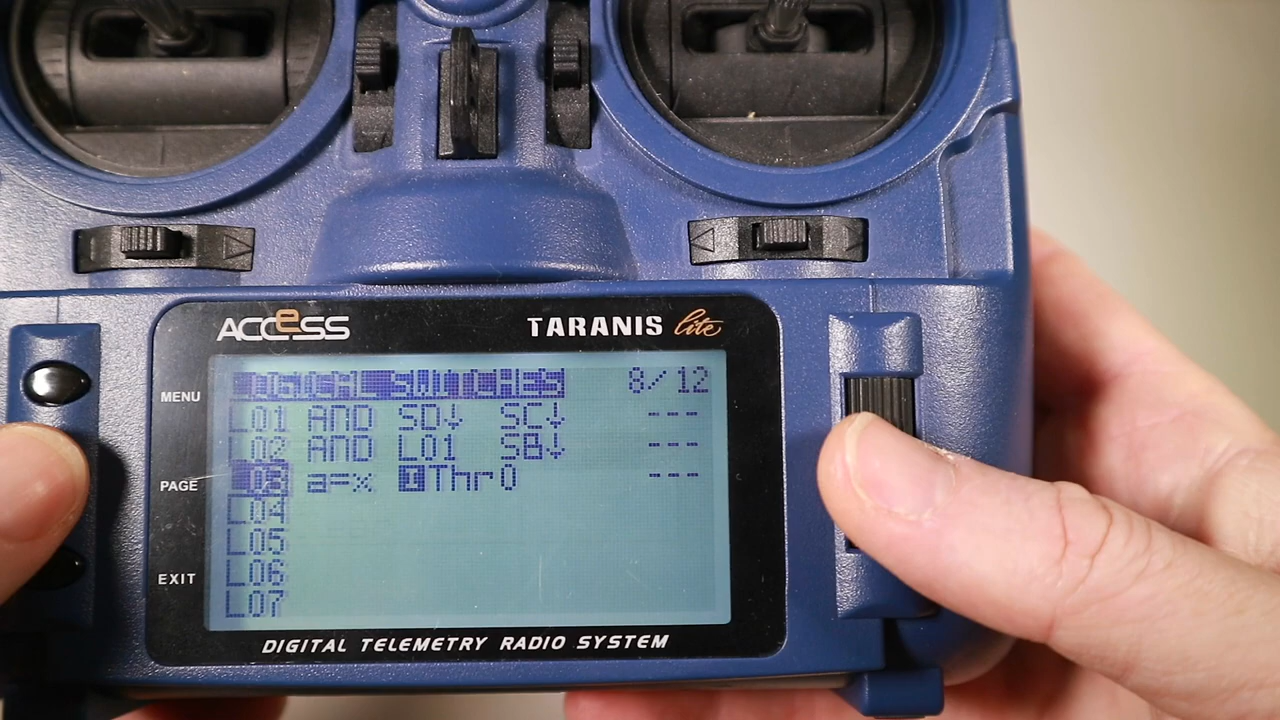 ACCeSS TARANIS lite
MENU
PAGE
EXIT
LOGICAL SWITCHES 8/12
L01 AND SD↓ SC↓ ---
L02 AND L01 SB↓ ---
L03 a=x IThr 0 ---
L04
L05
L06
L07
DIGITAL TELEMETRY RADIO SYSTEM